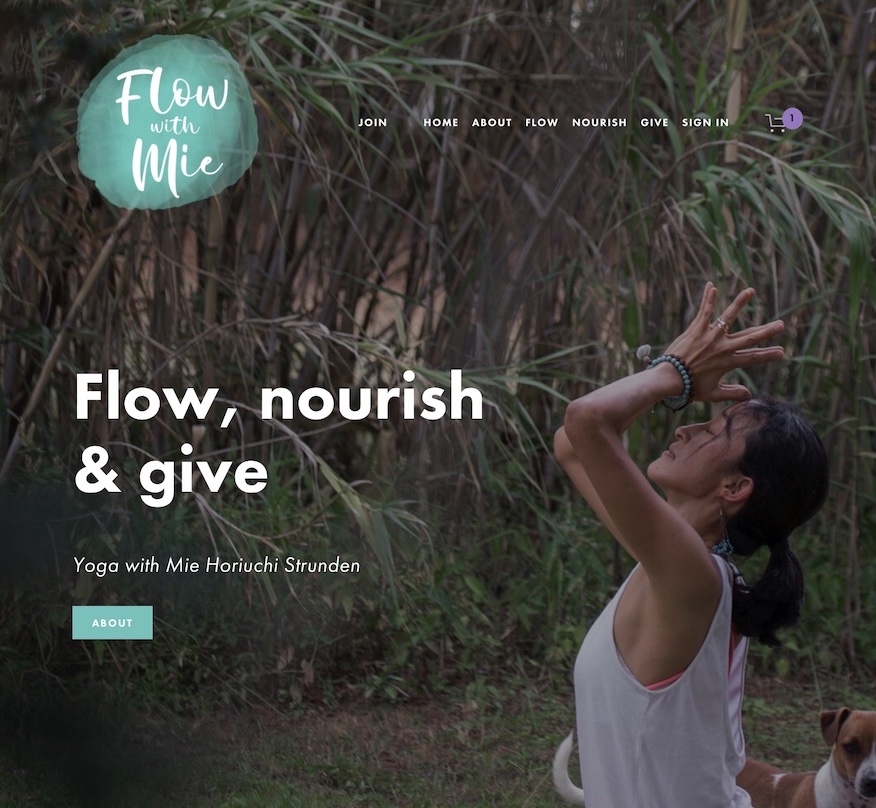 Flow
with
Mie
JOIN HOME ABOUT FLOW NOURISH GIVE SIGN IN 1
Flow, nourish
& give
Yoga with Mie Horiuchi Strunden
ABOUT